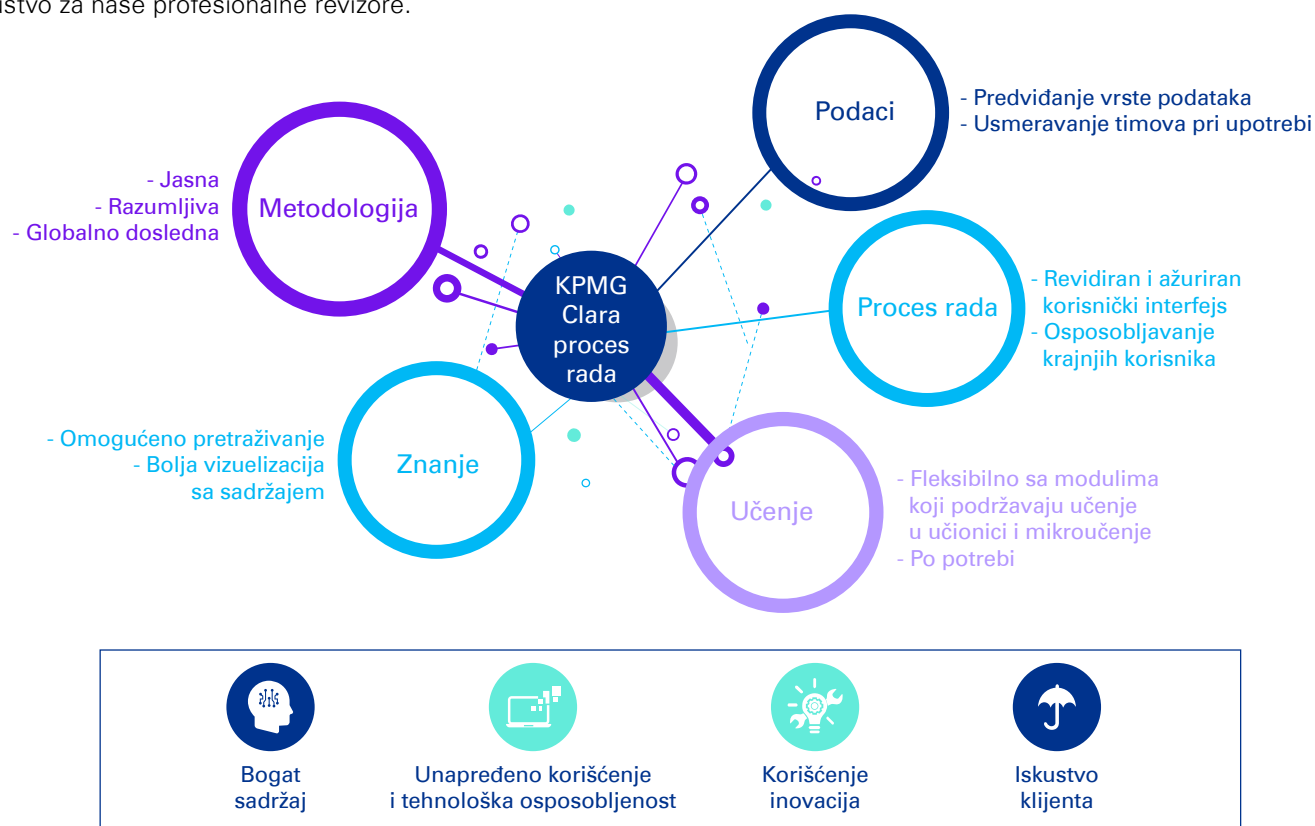 za naše profesionalne revizore.
Podaci
- Predviđanje vrste podataka
- Usmeravanje timova pri upotrebi
- Jasna
- Razumljiva
- Globalno dosledna
Metodologija
KPMG
Clara
proces
rada
Proces rada
- Revidiran i ažuriran
korisnički interfejs
- Osposobljavanje
krajnjih korisnika
- Omogućeno pretraživanje
- Bolja vizuelizacija
sa sadržajem
Znanje
Učenje
- Fleksibilno sa modulima
koji podržavaju učenje
u učionici i mikroučenje
- Po potrebi
Bogat
sadržaj
Unapređeno korišćenje
i tehnološka osposobljenost
Korišćenje
inovacija
Iskustvo
klijenta